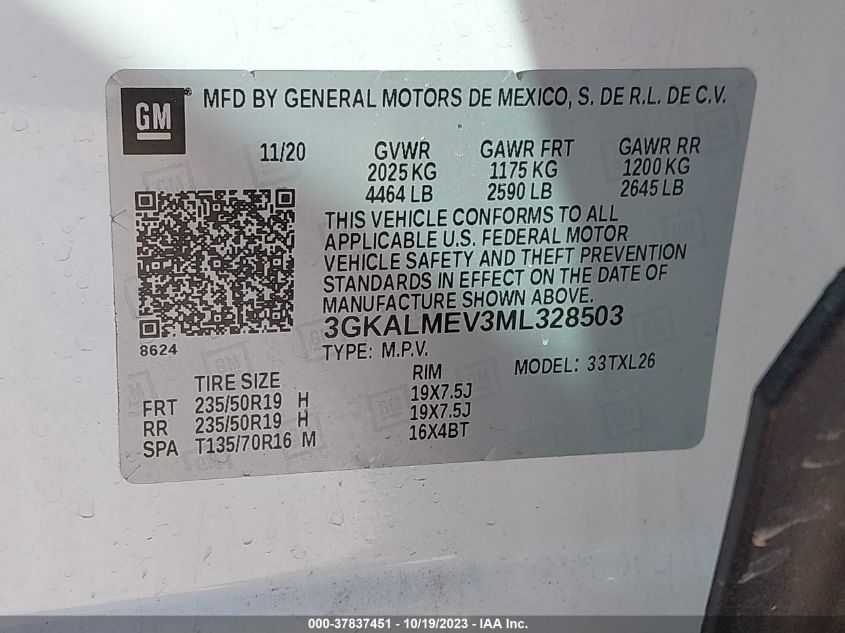 GM MFD BY GENERAL MOTORS DE MEXICO, S. DE R.L. DE C.V.
11/20 GVWR GAWR FRT GAWR RR
2025 KG 1175 KG 1200 KG
4464 LB 2590 LB 2645 LB
THIS VEHICLE CONFORMS TO ALL
APPLICABLE U.S. FEDERAL MOTOR
VEHICLE SAFETY AND THEFT PREVENTION
STANDARDS IN EFFECT ON THE DATE OF
MANUFACTURE SHOWN ABOVE.
3GKALMEV3ML328503
8624 TYPE: M.P.V. MODEL: 33TXL26
TIRE SIZE RIM
FRT 235/50R19 H 19X7.5J
RR 235/50R19 H 19X7.5J
SPA T135/70R16 M 16X4BT
000-37837451 - 10/19/2023 - IAA Inc.